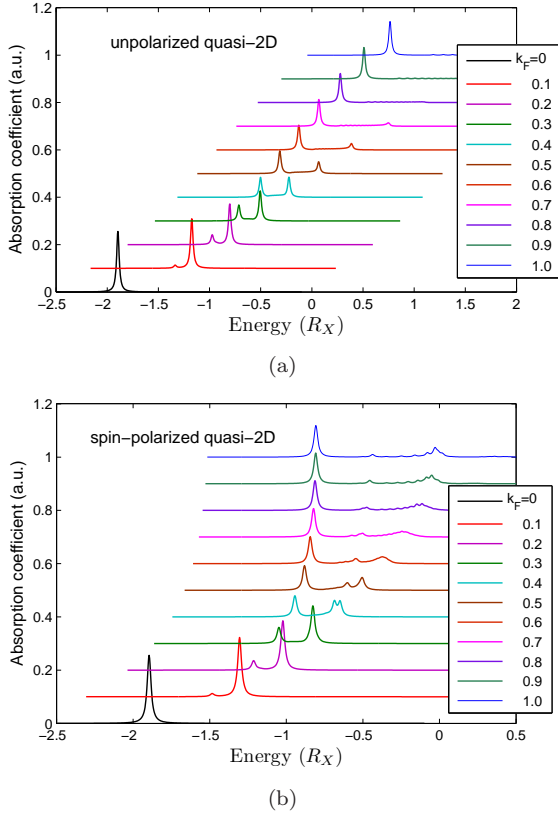 1.2
1
0.8
0.6
0.4
0.2
0
Absorption coefficient (a.u.)
unpolarized quasi-2D
k_F=0
0.1
0.2
0.3
0.4
0.5
0.6
0.7
0.8
0.9
1.0
−2.5 −2 −1.5 −1 −0.5 0 0.5 1 1.5 2
Energy (R_X)
(a)
1.2
1
0.8
0.6
0.4
0.2
0
Absorption coefficient (a.u.)
spin−polarized quasi−2D
k_F=0
0.1
0.2
0.3
0.4
0.5
0.6
0.7
0.8
0.9
1.0
−2.5 −2 −1.5 −1 −0.5 0 0.5
Energy (R_X)
(b)